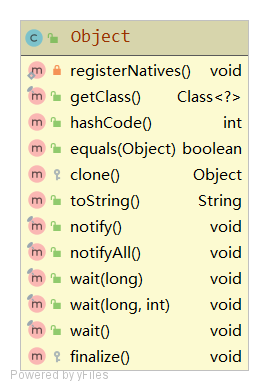 C Object
m registerNatives() void
m getClass() Class<?>
m hashCode() int
m equals(Object) boolean
m clone() Object
m toString() String
m notify() void
m notifyAll() void
m wait(long) void
m wait(long, int) void
m wait() void
m finalize() void
Powered by yFiles